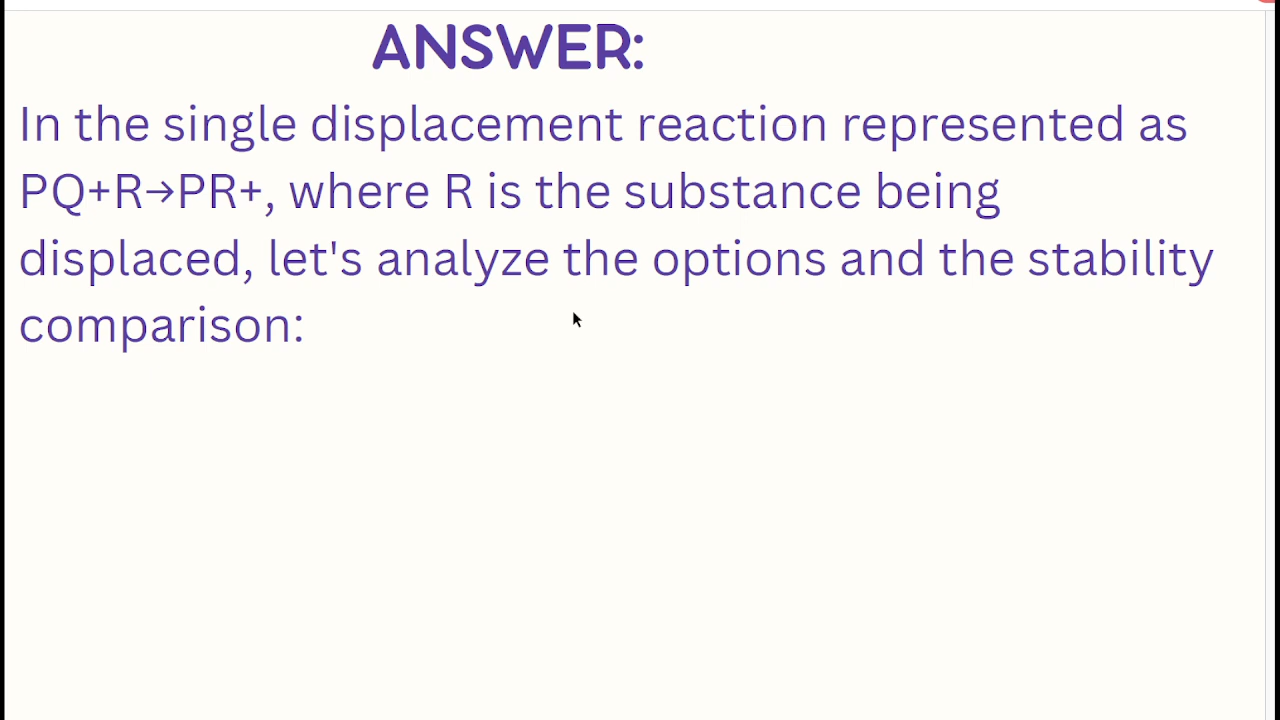 ANSWER:
In the single displacement reaction represented as
PQ+R→PR+, where R is the substance being
displaced, let's analyze the options and the stability
comparison: